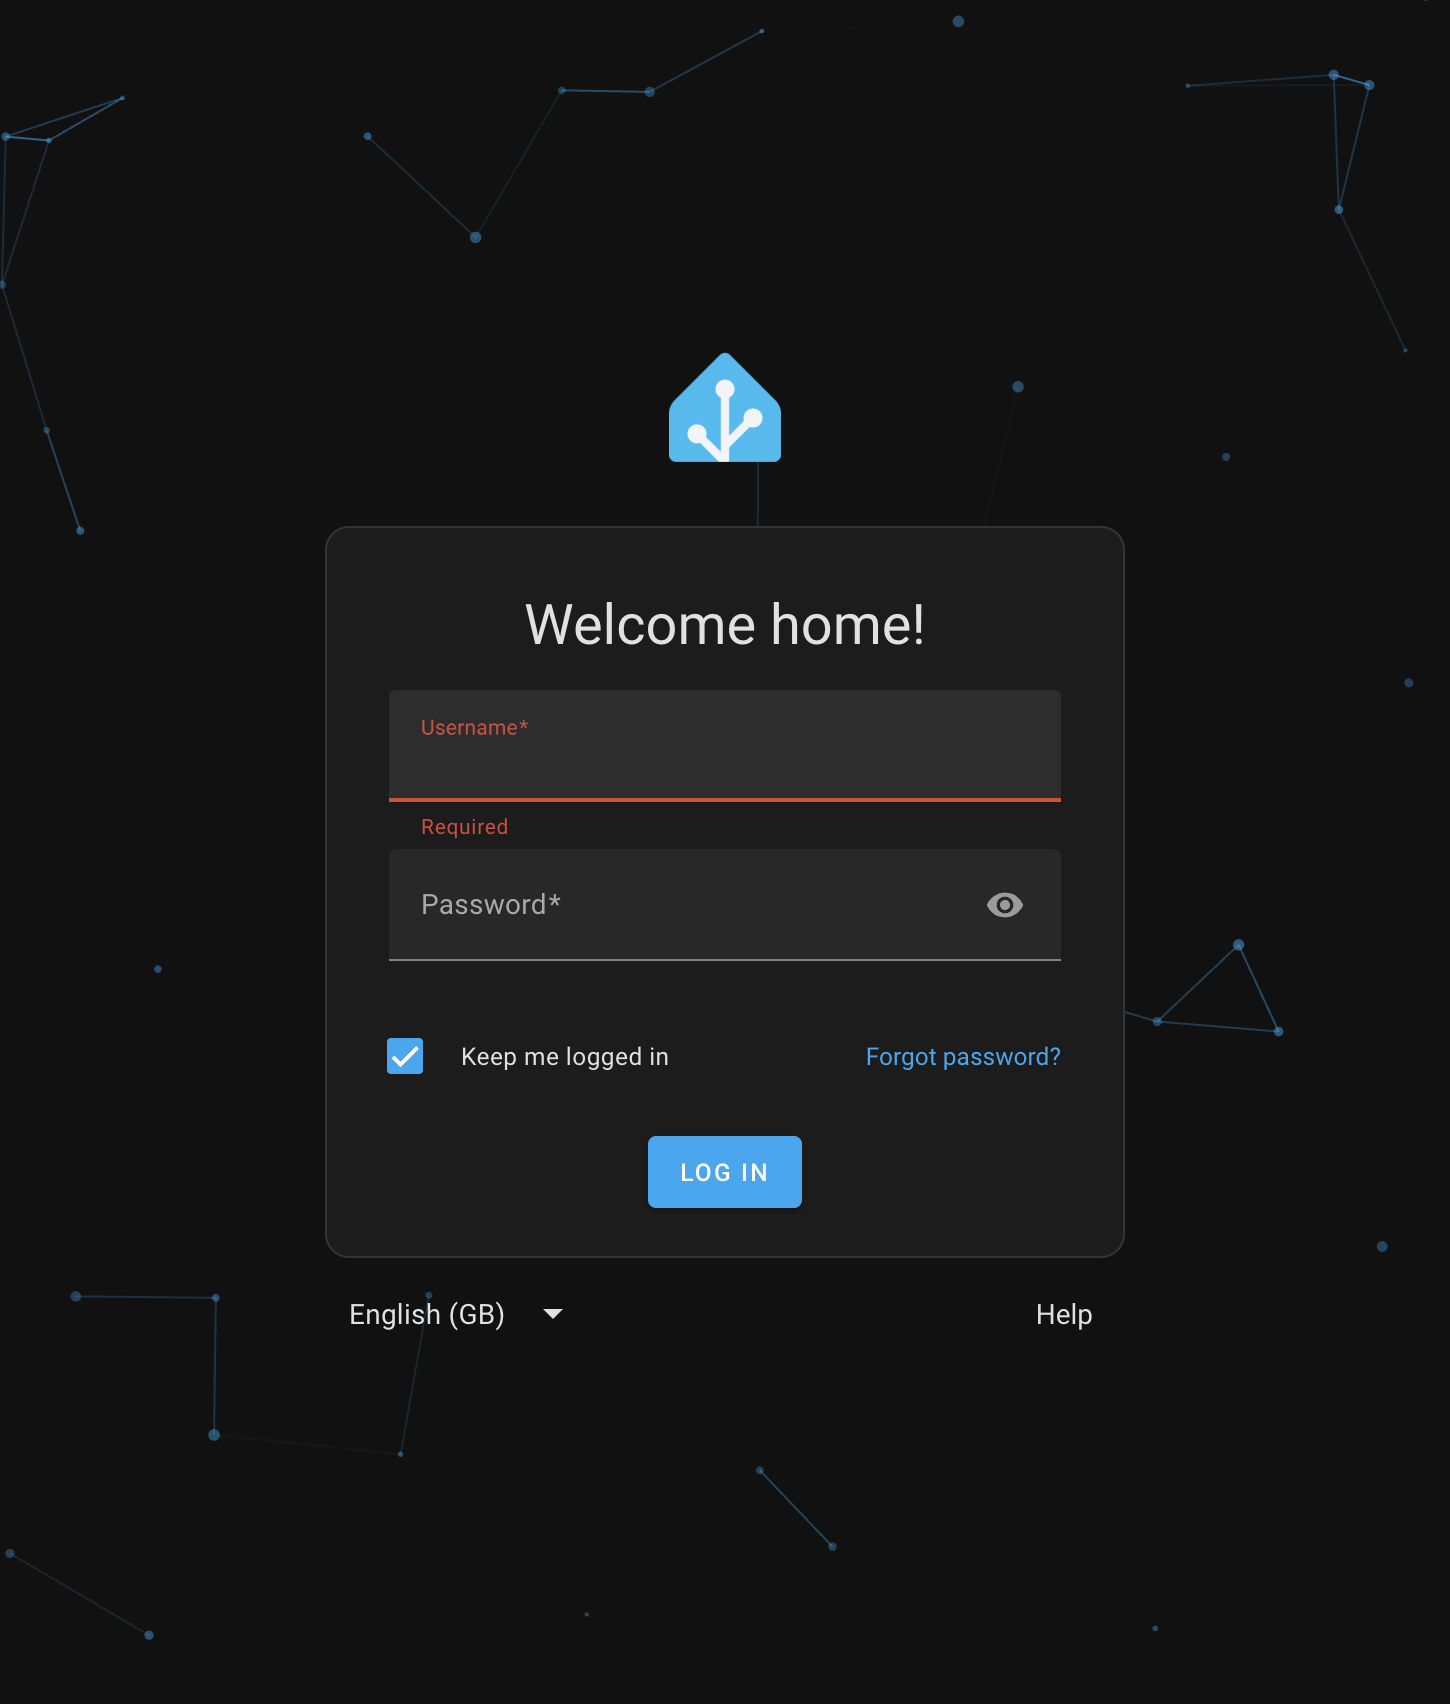 Welcome home!
Username*
Required
Password*
Keep me logged in
Forgot password?
LOG IN
English (GB)
Help